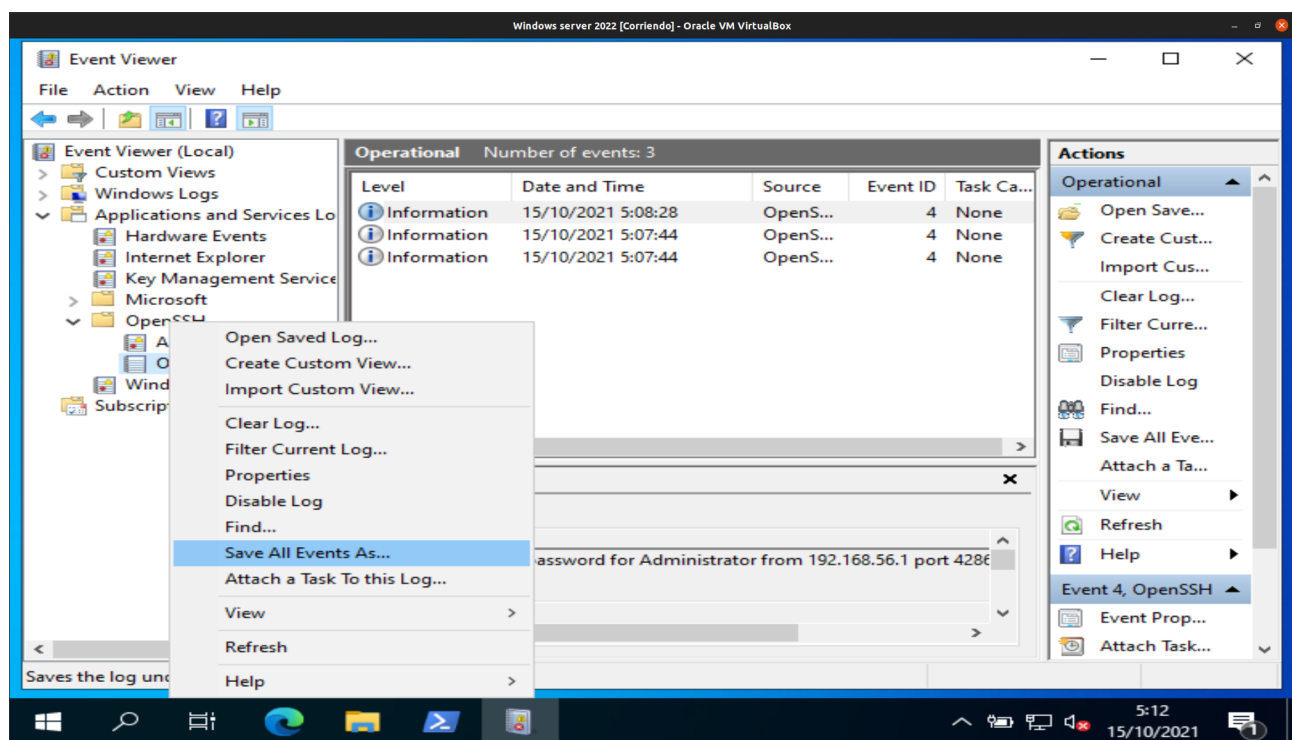 Windows server 2022 [Corriendo] - Oracle VM VirtualBox
Event Viewer
File Action View Help
Event Viewer (Local)
Custom Views
Windows Logs
Applications and Services Lo
Hardware Events
Internet Explorer
Key Management Service
Microsoft
OpenSSH
A
O
Wind
Subscrip
Operational Number of events: 3
Level Date and Time Source Event ID Task Ca...
Information 15/10/2021 5:08:28 OpenS... 4 None
Information 15/10/2021 5:07:44 OpenS... 4 None
Information 15/10/2021 5:07:44 OpenS... 4 None
Open Saved Log...
Create Custom View...
Import Custom View...
Clear Log...
Filter Current Log...
Properties
Disable Log
Find...
Save All Events As...
Attach a Task To this Log...
View
Refresh
Help
assword for Administrator from 192.168.56.1 port 4286
Actions
Operational
Open Save...
Create Cust...
Import Cus...
Clear Log...
Filter Curre...
Properties
Disable Log
Find...
Save All Eve...
Attach a Ta...
View
Refresh
Help
Event 4, OpenSSH
Event Prop...
Attach Task...
Saves the log und
5:12
15/10/2021
1